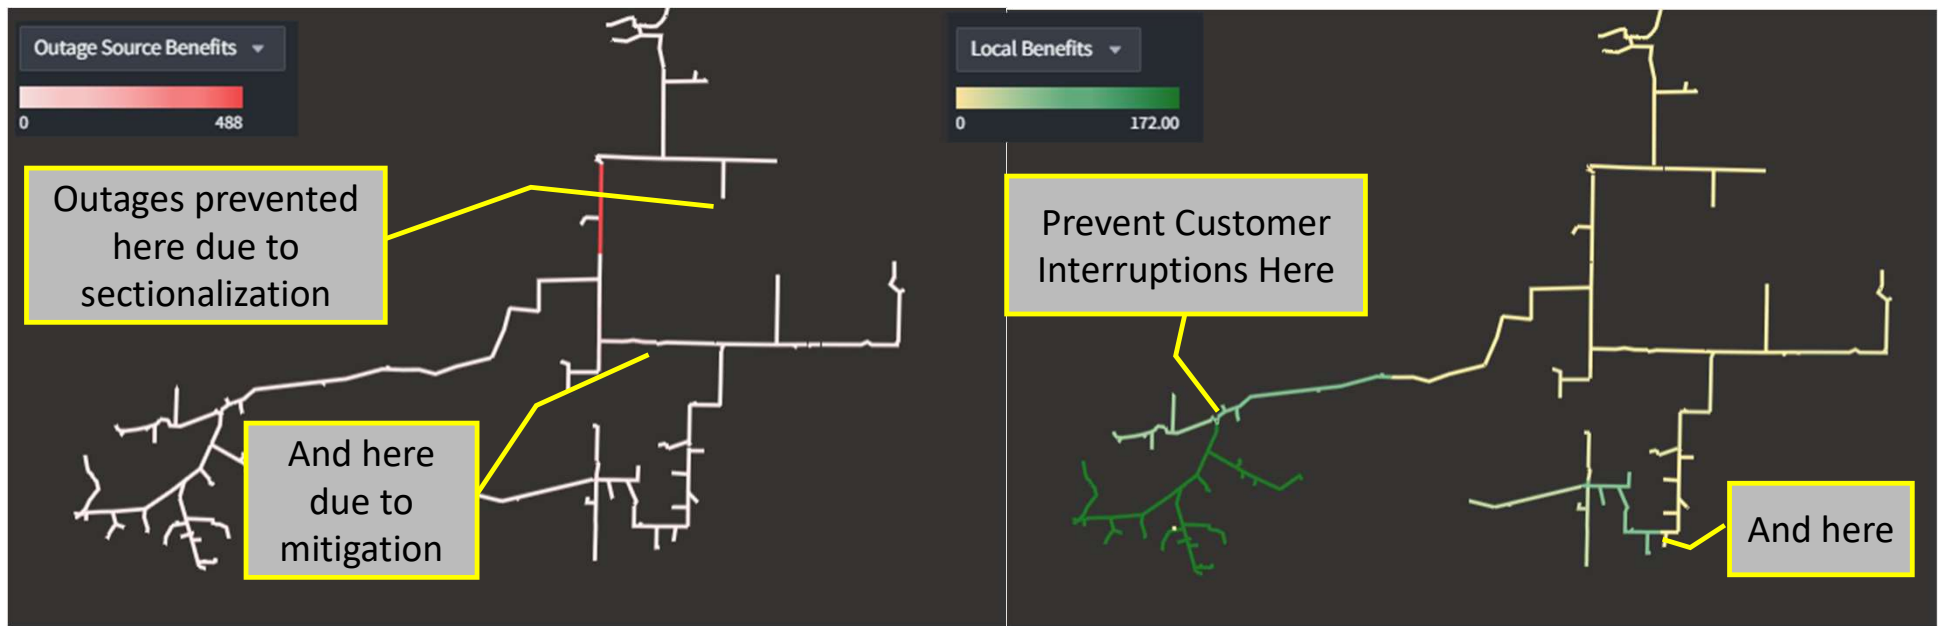 Outage Source Benefits
0
488
Outages prevented
here due to
sectionalization
And here
due to
mitigation
Local Benefits
0
172.00
Prevent Customer
Interruptions Here
And here